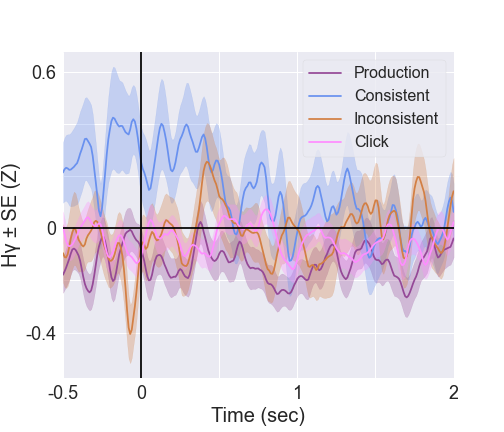 Production
Consistent
Inconsistent
Click
0.6
0
-0.4
Hγ ± SE (Z)
-0.5 0 1 2
Time (sec)